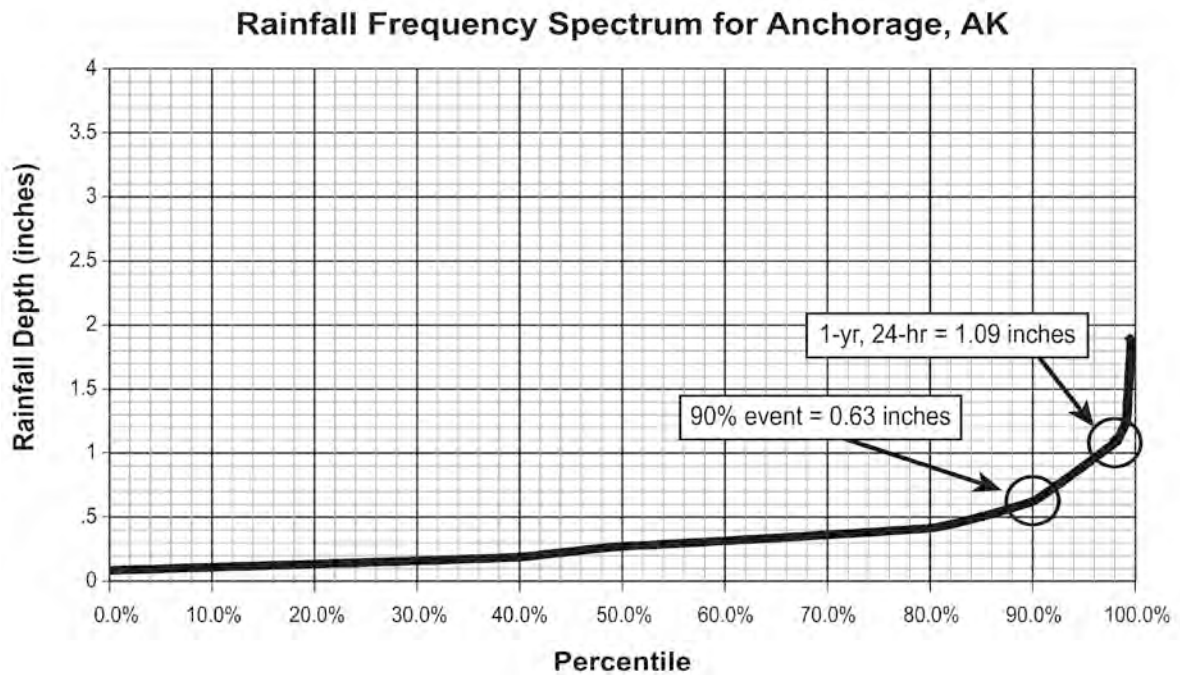 Rainfall Frequency Spectrum for Anchorage, AK
Rainfall Depth (inches)
4
3.5
3
2.5
2
1.5
1
.5
0
1-yr, 24-hr = 1.09 inches
90% event = 0.63 inches
0.0% 10.0% 20.0% 30.0% 40.0% 50.0% 60.0% 70.0% 80.0% 90.0% 100.0%
Percentile